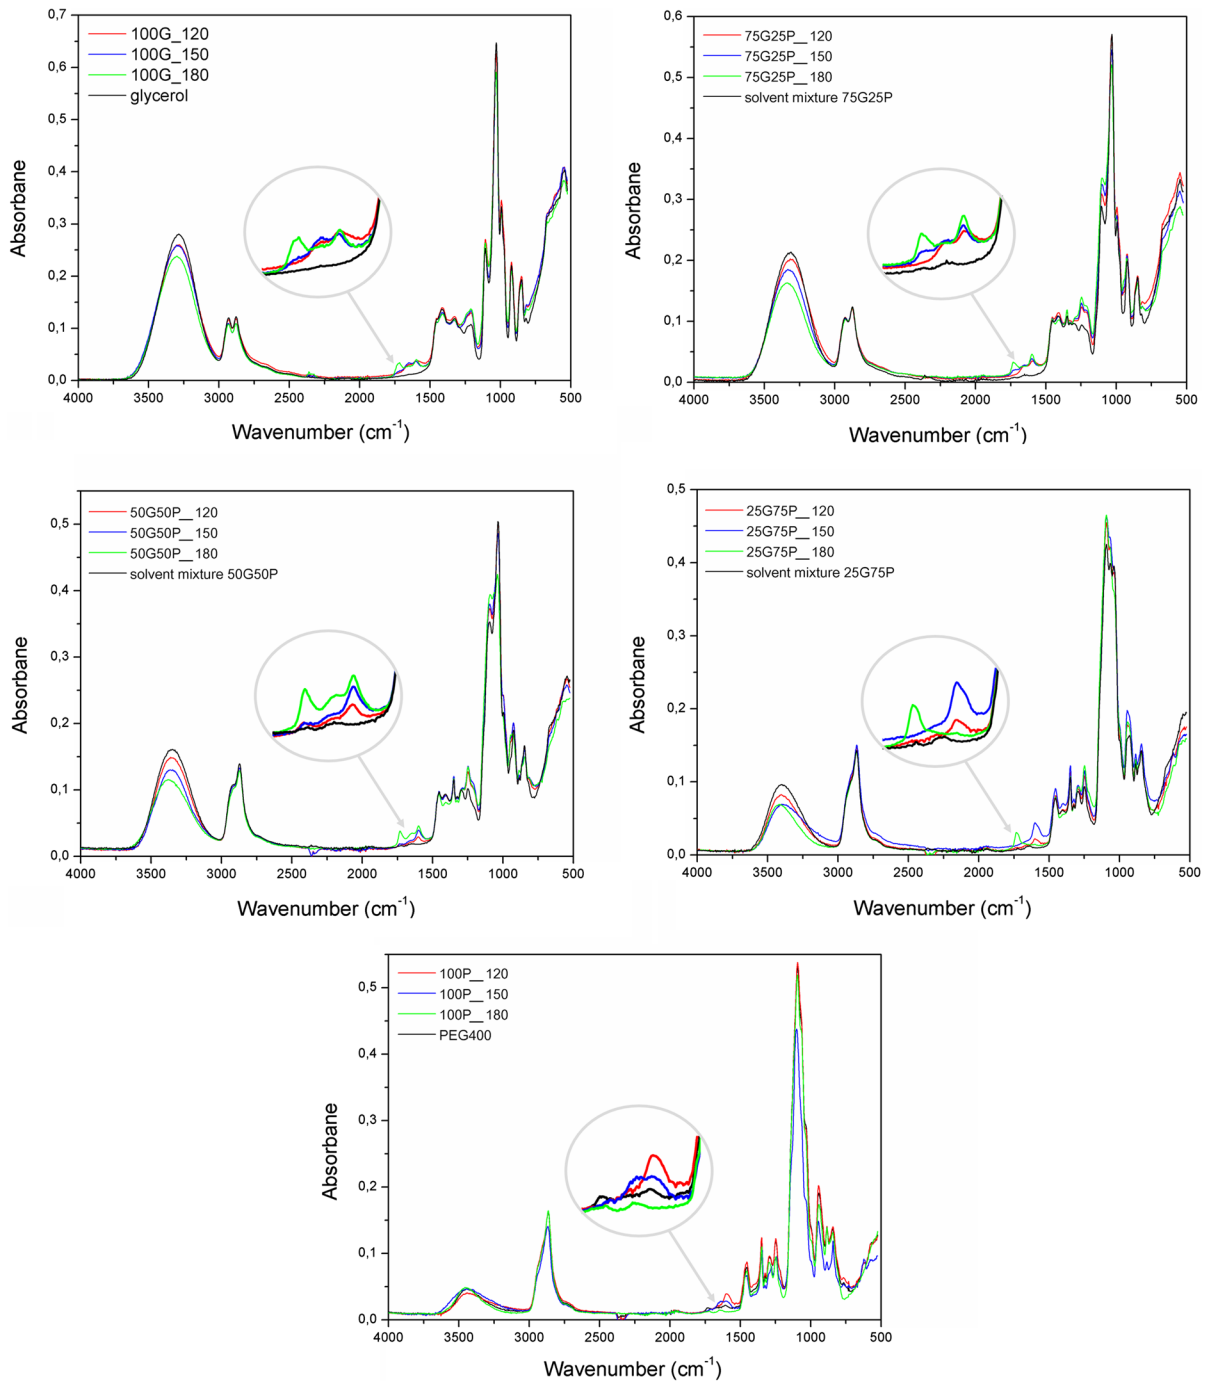 0,7
0,6
0,5
0,4
0,3
0,2
0,1
0,0
Absorbane
100G_120
100G_150
100G_180
glycerol
4000 3500 3000 2500 2000 1500 1000 500
Wavenumber (cm-1)
0,6
0,5
0,4
0,3
0,2
0,1
0,0
Absorbane
75G25P__120
75G25P__150
75G25P__180
solvent mixture 75G25P
4000 3500 3000 2500 2000 1500 1000 500
Wavenumber (cm-1)
0,5
0,4
0,3
0,2
0,1
0,0
Absorbane
50G50P__120
50G50P__150
50G50P__180
solvent mixture 50G50P
4000 3500 3000 2500 2000 1500 1000 500
Wavenumber (cm-1)
0,5
0,4
0,3
0,2
0,1
0,0
Absorbane
25G75P__120
25G75P__150
25G75P__180
solvent mixture 25G75P
4000 3500 3000 2500 2000 1500 1000 500
Wavenumber (cm-1)
0,5
0,4
0,3
0,2
0,1
0,0
Absorbane
100P__120
100P__150
100P__180
PEG400
4000 3500 3000 2500 2000 1500 1000 500
Wavenumber (cm-1)